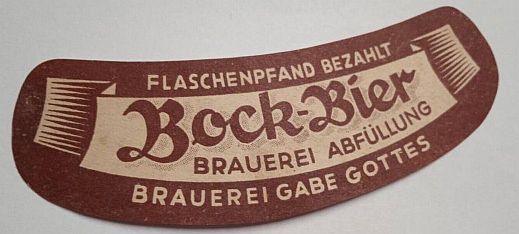 FLASCHENPFAND BEZAHLT
Bock-Bier
BRAUEREI ABFÜLLUNG
BRAUEREI GABE GOTTES